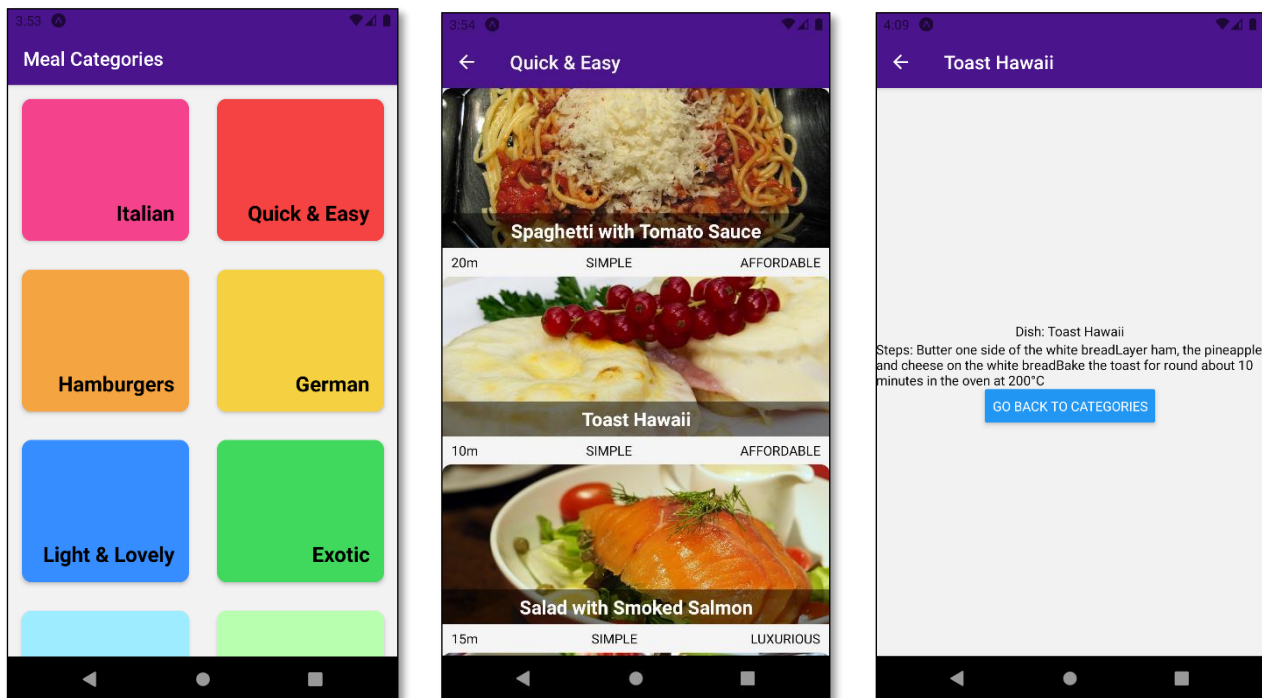 3:53
Meal Categories
Italian
Quick & Easy
Hamburgers
German
Light & Lovely
Exotic
3:54
Quick & Easy
Spaghetti with Tomato Sauce
20m SIMPLE AFFORDABLE
Toast Hawaii
10m SIMPLE AFFORDABLE
Salad with Smoked Salmon
15m SIMPLE LUXURIOUS
4:09
Toast Hawaii
Dish: Toast Hawaii
Steps: Butter one side of the white breadLayer ham, the pineapple
and cheese on the white breadBake the toast for round about 10
minutes in the oven at 200°C
GO BACK TO CATEGORIES